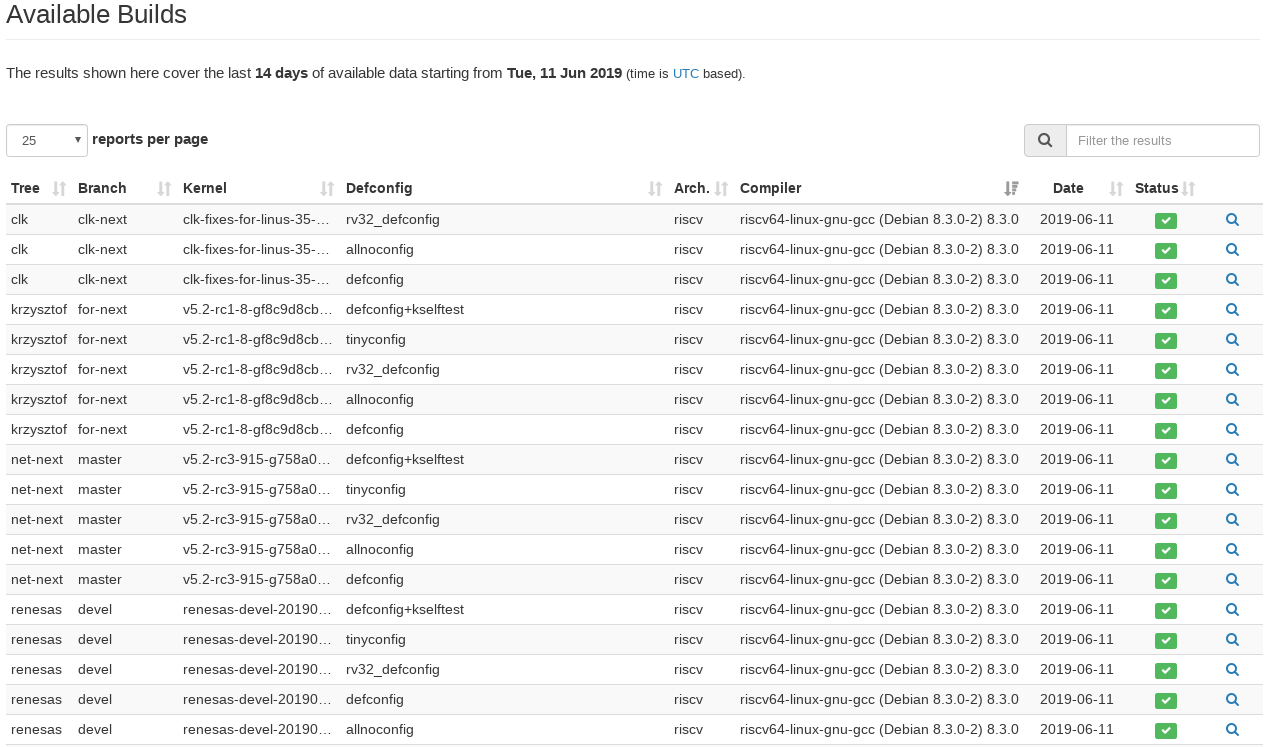 Available Builds
The results shown here cover the last 14 days of available data starting from Tue, 11 Jun 2019 (time is UTC based).
25 reports per page Filter the results
Tree Branch Kernel Defconfig Arch. Compiler Date Status
clk clk-next clk-fixes-for-linus-35-… rv32_defconfig riscv riscv64-linux-gnu-gcc (Debian 8.3.0-2) 8.3.0 2019-06-11
clk clk-next clk-fixes-for-linus-35-… allnoconfig riscv riscv64-linux-gnu-gcc (Debian 8.3.0-2) 8.3.0 2019-06-11
clk clk-next clk-fixes-for-linus-35-… defconfig riscv riscv64-linux-gnu-gcc (Debian 8.3.0-2) 8.3.0 2019-06-11
krzysztof for-next v5.2-rc1-8-gf8c9d8cb… defconfig+kselftest riscv riscv64-linux-gnu-gcc (Debian 8.3.0-2) 8.3.0 2019-06-11
krzysztof for-next v5.2-rc1-8-gf8c9d8cb… tinyconfig riscv riscv64-linux-gnu-gcc (Debian 8.3.0-2) 8.3.0 2019-06-11
krzysztof for-next v5.2-rc1-8-gf8c9d8cb… rv32_defconfig riscv riscv64-linux-gnu-gcc (Debian 8.3.0-2) 8.3.0 2019-06-11
krzysztof for-next v5.2-rc1-8-gf8c9d8cb… allnoconfig riscv riscv64-linux-gnu-gcc (Debian 8.3.0-2) 8.3.0 2019-06-11
krzysztof for-next v5.2-rc1-8-gf8c9d8cb… defconfig riscv riscv64-linux-gnu-gcc (Debian 8.3.0-2) 8.3.0 2019-06-11
net-next master v5.2-rc3-915-g758a0… defconfig+kselftest riscv riscv64-linux-gnu-gcc (Debian 8.3.0-2) 8.3.0 2019-06-11
net-next master v5.2-rc3-915-g758a0… tinyconfig riscv riscv64-linux-gnu-gcc (Debian 8.3.0-2) 8.3.0 2019-06-11
net-next master v5.2-rc3-915-g758a0… rv32_defconfig riscv riscv64-linux-gnu-gcc (Debian 8.3.0-2) 8.3.0 2019-06-11
net-next master v5.2-rc3-915-g758a0… allnoconfig riscv riscv64-linux-gnu-gcc (Debian 8.3.0-2) 8.3.0 2019-06-11
net-next master v5.2-rc3-915-g758a0… defconfig riscv riscv64-linux-gnu-gcc (Debian 8.3.0-2) 8.3.0 2019-06-11
renesas devel renesas-devel-20190… defconfig+kselftest riscv riscv64-linux-gnu-gcc (Debian 8.3.0-2) 8.3.0 2019-06-11
renesas devel renesas-devel-20190… tinyconfig riscv riscv64-linux-gnu-gcc (Debian 8.3.0-2) 8.3.0 2019-06-11
renesas devel renesas-devel-20190… rv32_defconfig riscv riscv64-linux-gnu-gcc (Debian 8.3.0-2) 8.3.0 2019-06-11
renesas devel renesas-devel-20190… defconfig riscv riscv64-linux-gnu-gcc (Debian 8.3.0-2) 8.3.0 2019-06-11
renesas devel renesas-devel-20190… allnoconfig riscv riscv64-linux-gnu-gcc (Debian 8.3.0-2) 8.3.0 2019-06-11